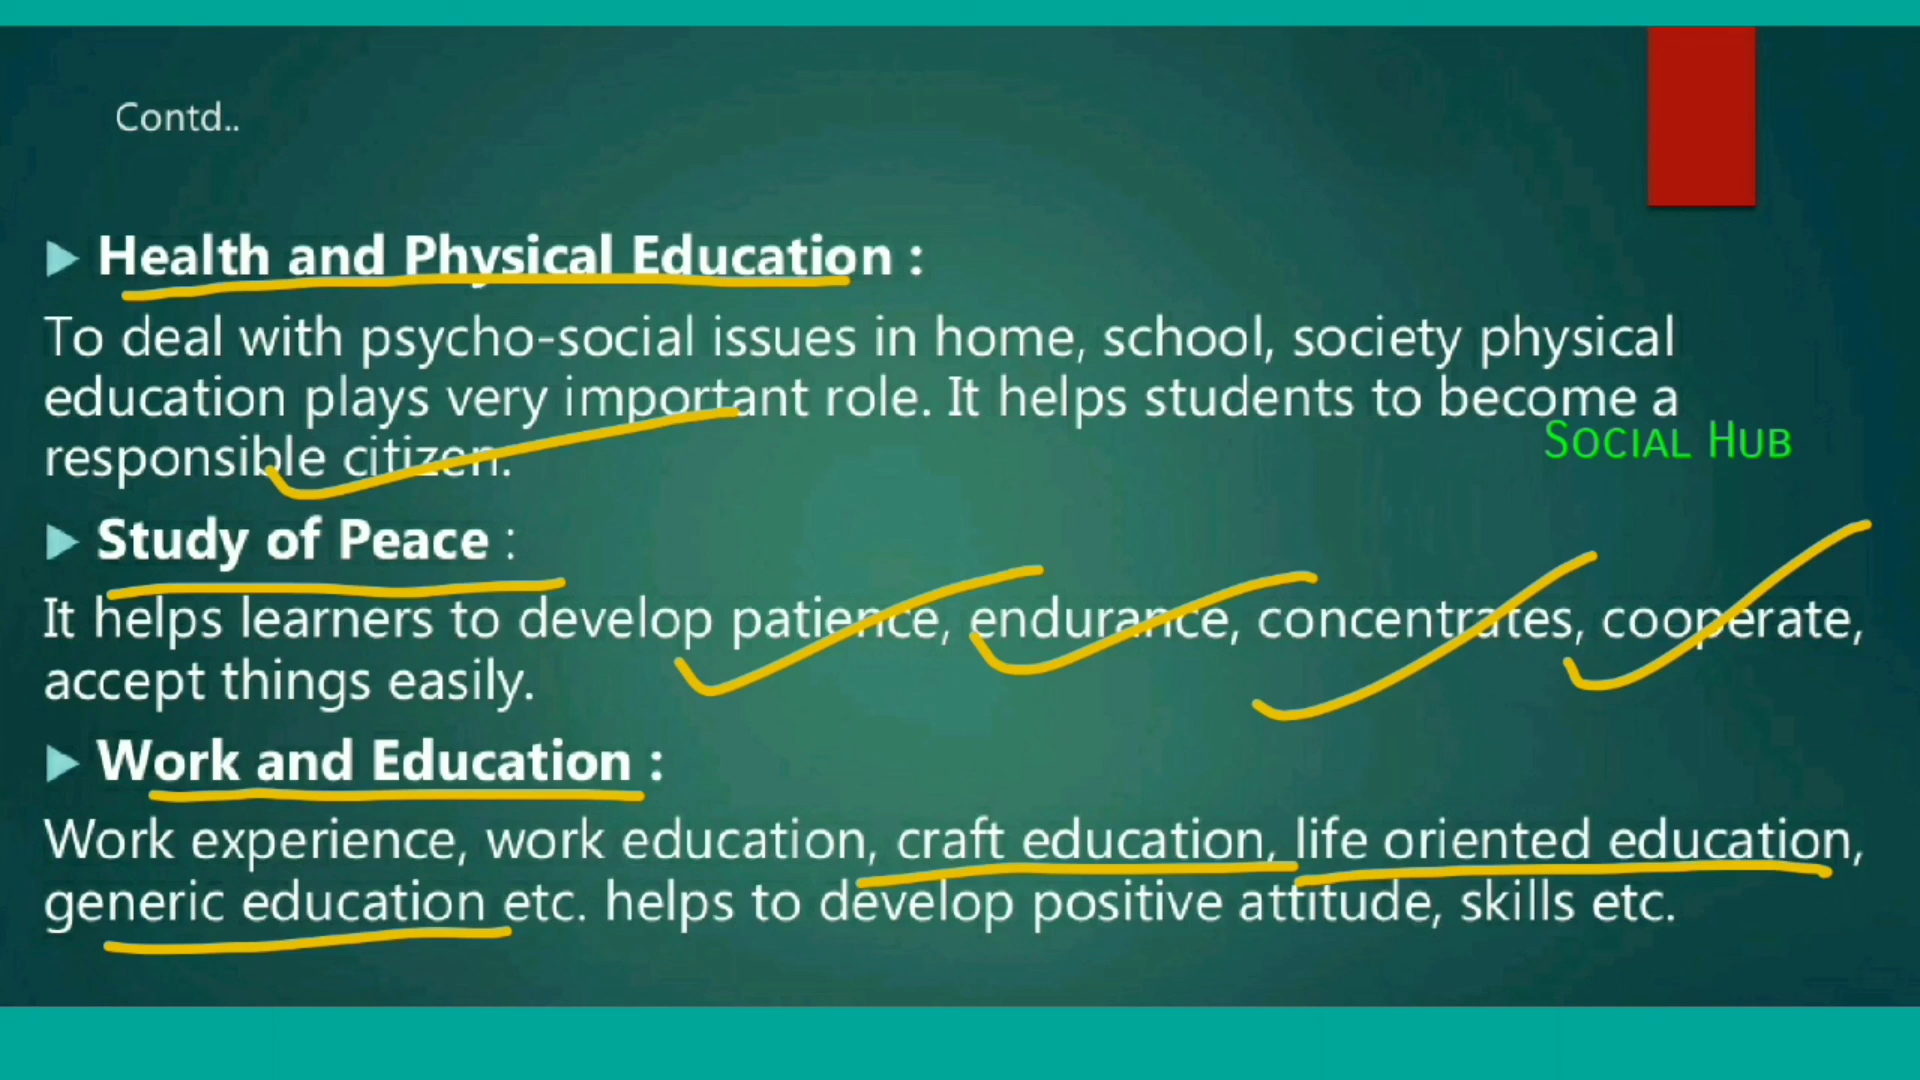 Contd..
Health and Physical Education :
To deal with psycho-social issues in home, school, society physical
education plays very important role. It helps students to become a
SOCIAL HUB
responsible citizen.
Study of Peace :
It helps learners to develop patience, endurance, concentrates, cooperate,
accept things easily.
Work and Education :
Work experience, work education, craft education, life oriented education,
generic education etc. helps to develop positive attitude, skills etc.